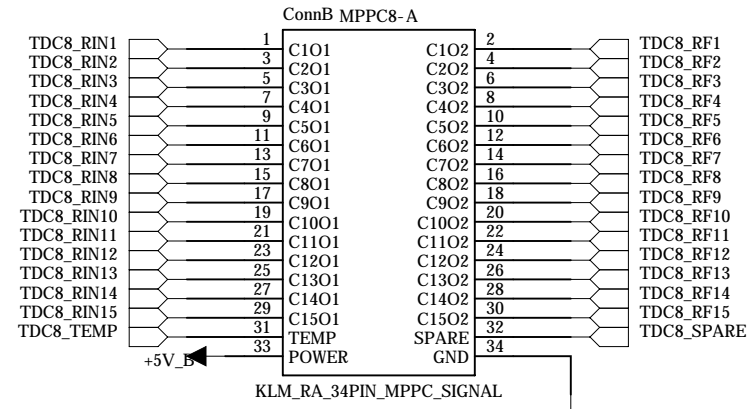 ConnB MPPC8-A
TDC8_RIN1 1 C1O1 C1O2 2 TDC8_RF1
TDC8_RIN2 3 C2O1 C2O2 4 TDC8_RF2
TDC8_RIN3 5 C3O1 C3O2 6 TDC8_RF3
TDC8_RIN4 7 C4O1 C4O2 8 TDC8_RF4
TDC8_RIN5 9 C5O1 C5O2 10 TDC8_RF5
TDC8_RIN6 11 C6O1 C6O2 12 TDC8_RF6
TDC8_RIN7 13 C7O1 C7O2 14 TDC8_RF7
TDC8_RIN8 15 C8O1 C8O2 16 TDC8_RF8
TDC8_RIN9 17 C9O1 C9O2 18 TDC8_RF9
TDC8_RIN10 19 C10O1 C10O2 20 TDC8_RF10
TDC8_RIN11 21 C11O1 C11O2 22 TDC8_RF11
TDC8_RIN12 23 C12O1 C12O2 24 TDC8_RF12
TDC8_RIN13 25 C13O1 C13O2 26 TDC8_RF13
TDC8_RIN14 27 C14O1 C14O2 28 TDC8_RF14
TDC8_RIN15 29 C15O1 C15O2 30 TDC8_RF15
TDC8_TEMP 31 TEMP SPARE 32 TDC8_SPARE
+5V_B 33 POWER GND 34
KLM_RA_34PIN_MPPC_SIGNAL